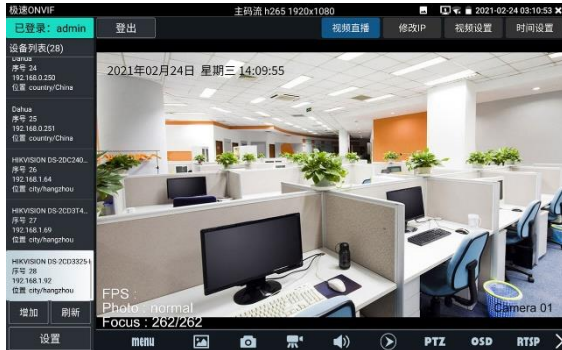 极速ONVIF
主码流 h265 1920x1080
2021-02-24 03:10:53
已登录: admin
登出
视频直播
修改IP
视频设置
时间设置
设备列表(28)
Dahua
序号 24
192.168.0.250
位置 country/China
Dahua
序号 25
192.168.0.251
位置 country/China
HIKVISION DS-2DC240...
序号 26
192.168.1.64
位置 city/hangzhou
HIKVISION DS-2CD3T4...
序号 27
192.168.1.69
位置 city/hangzhou
HIKVISION DS-2CD3325-I
序号 28
192.168.1.92
位置 city/hangzhou
增加
刷新
设置
2021年02月24日 星期三 14:09:55
FPS :
Photo : normal
Focus : 262/262
Camera 01
menu
PTZ
OSD
RTSP